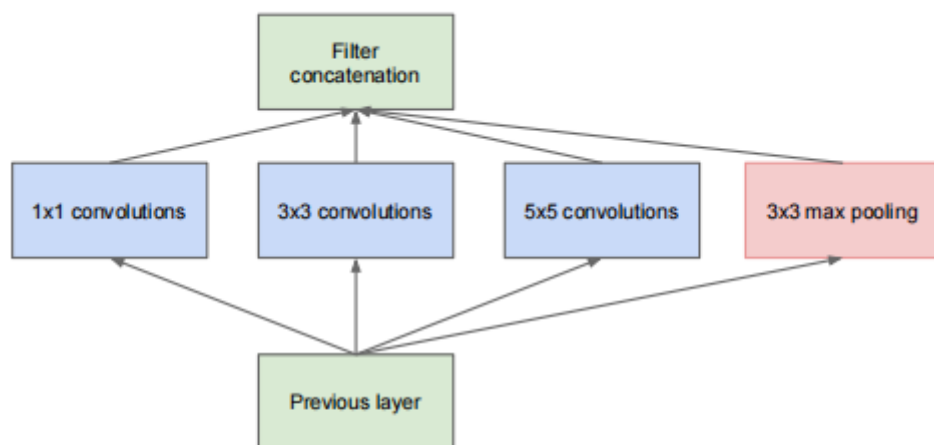 Filter
concatenation
1x1 convolutions
3x3 convolutions
5x5 convolutions
3x3 max pooling
Previous layer